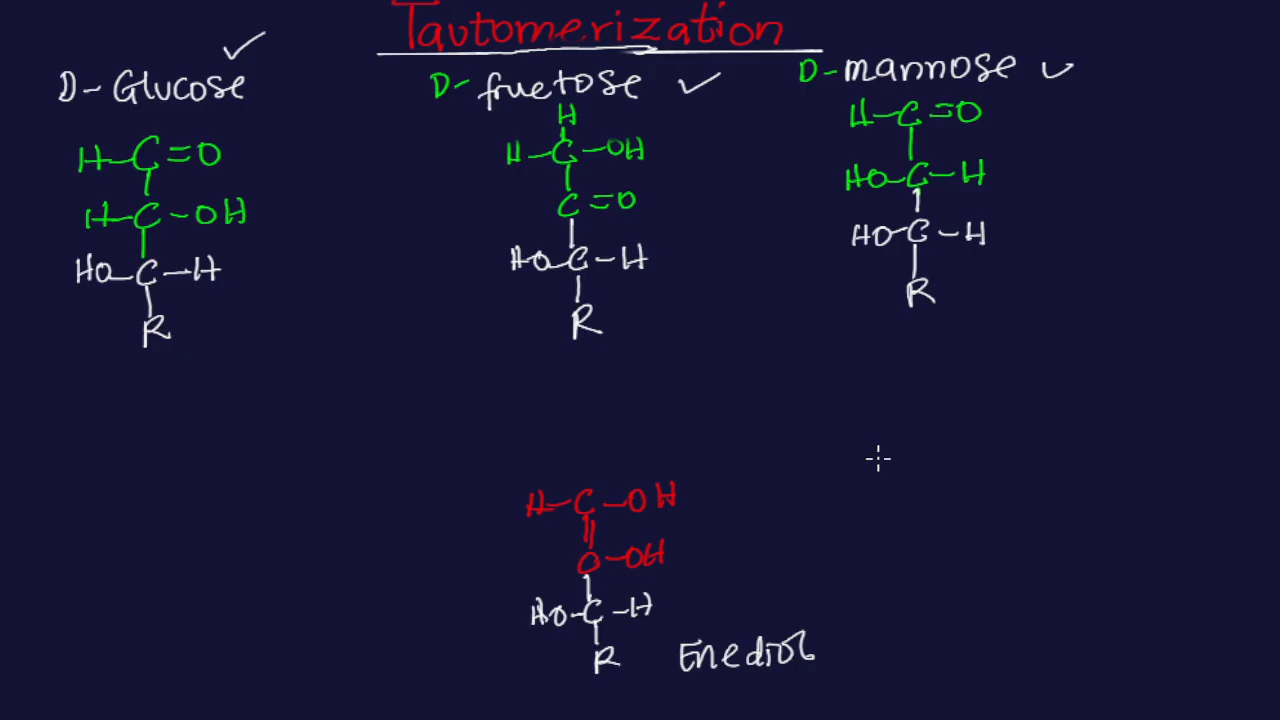 Tautomerization
D-Glucose
H-C=O
H-C-OH
HO-C-H
R
D-fructose
H
H-C-OH
C=O
HO-C-H
R
D-mannose
H-C=O
HO-C-H
HO-C-H
R
H-C-OH
C-OH
HO-C-H
R
Enediol